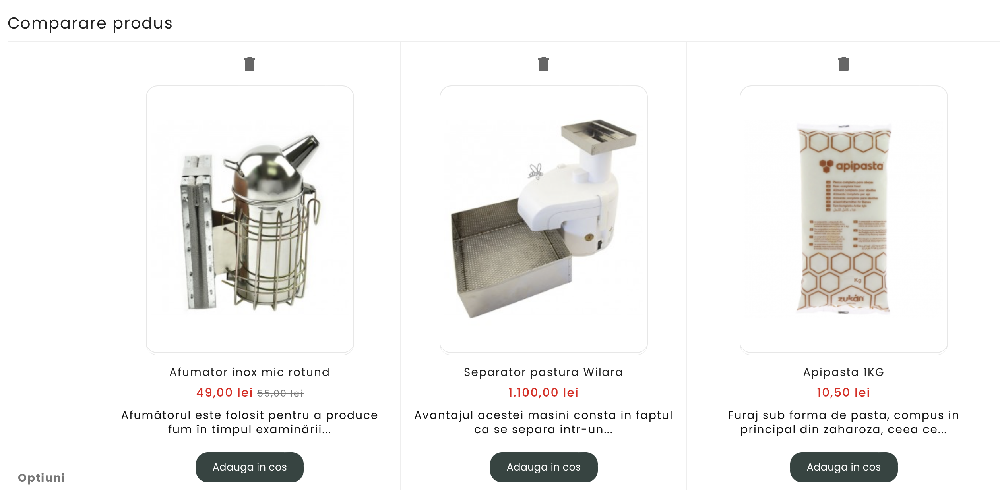 Comparare produs
apipasta
Kg
zukán
Afumator inox mic rotund
49,00 lei 55,00 lei
Afumătorul este folosit pentru a produce
fum în timpul examinării...
Adauga in cos
Separator pastura Wilara
1.100,00 lei
Avantajul acestei masini consta in faptul
ca se separa intr-un...
Adauga in cos
Apipasta 1KG
10,50 lei
Furaj sub forma de pasta, compus in
principal din zaharoza, ceea ce...
Adauga in cos
Optiuni